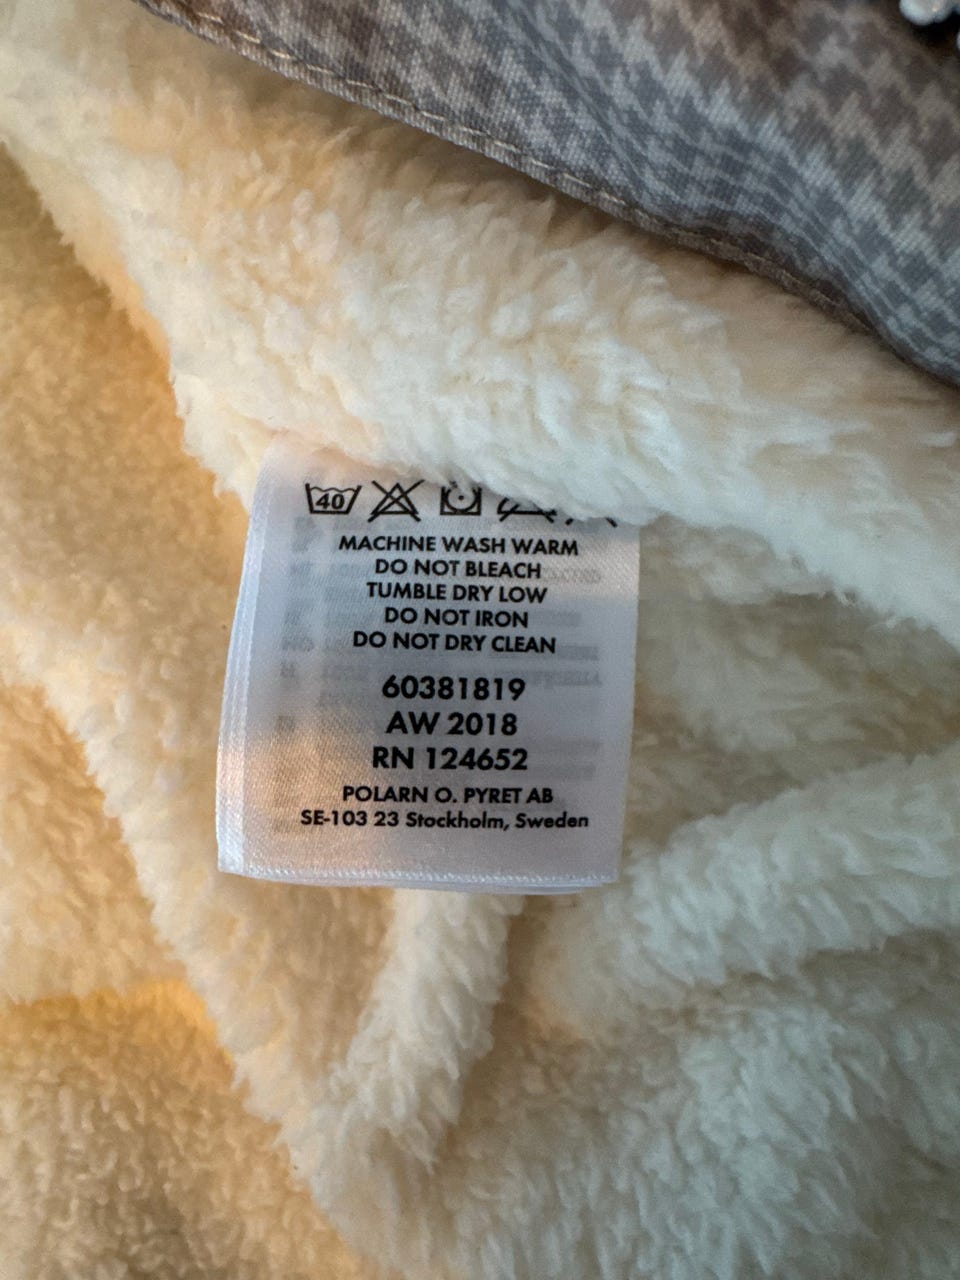 40
MACHINE WASH WARM
DO NOT BLEACH
TUMBLE DRY LOW
DO NOT IRON
DO NOT DRY CLEAN
60381819
AW 2018
RN 124652
POLARN O. PYRET AB
SE-103 23 Stockholm, Sweden